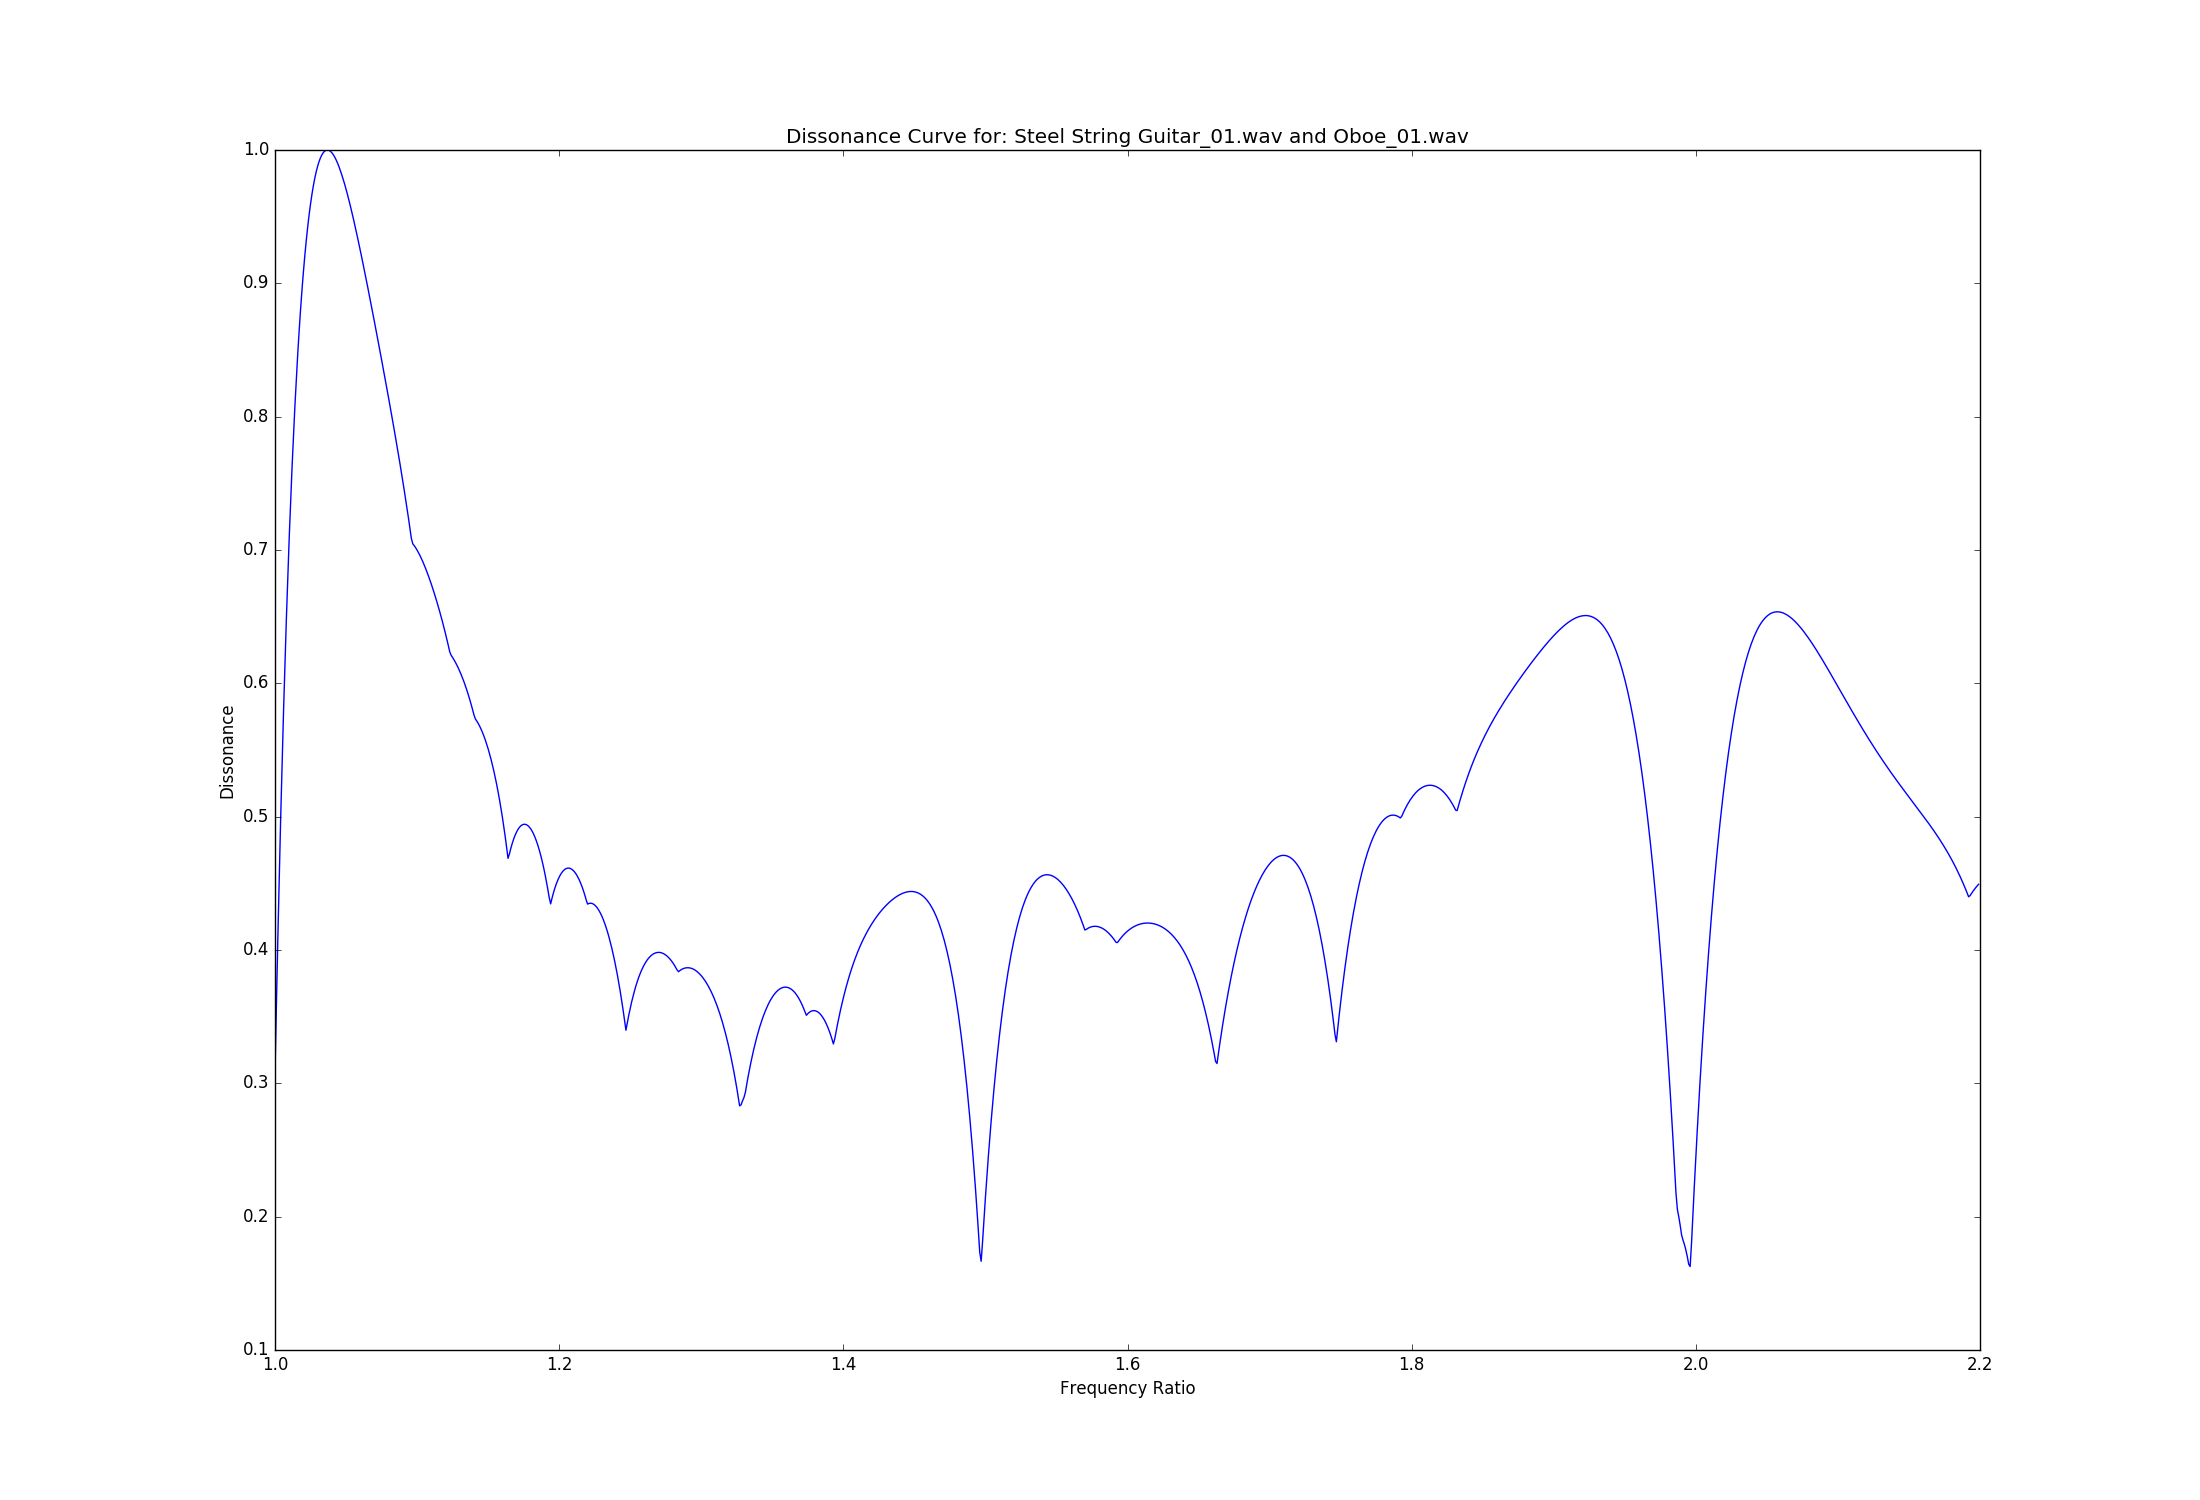 Dissonance Curve for: Steel String Guitar_01.wav and Oboe_01.wav
1.0
0.9
0.8
0.7
0.6
0.5
0.4
0.3
0.2
0.1
Dissonance
1.0 1.2 1.4 1.6 1.8 2.0 2.2
Frequency Ratio